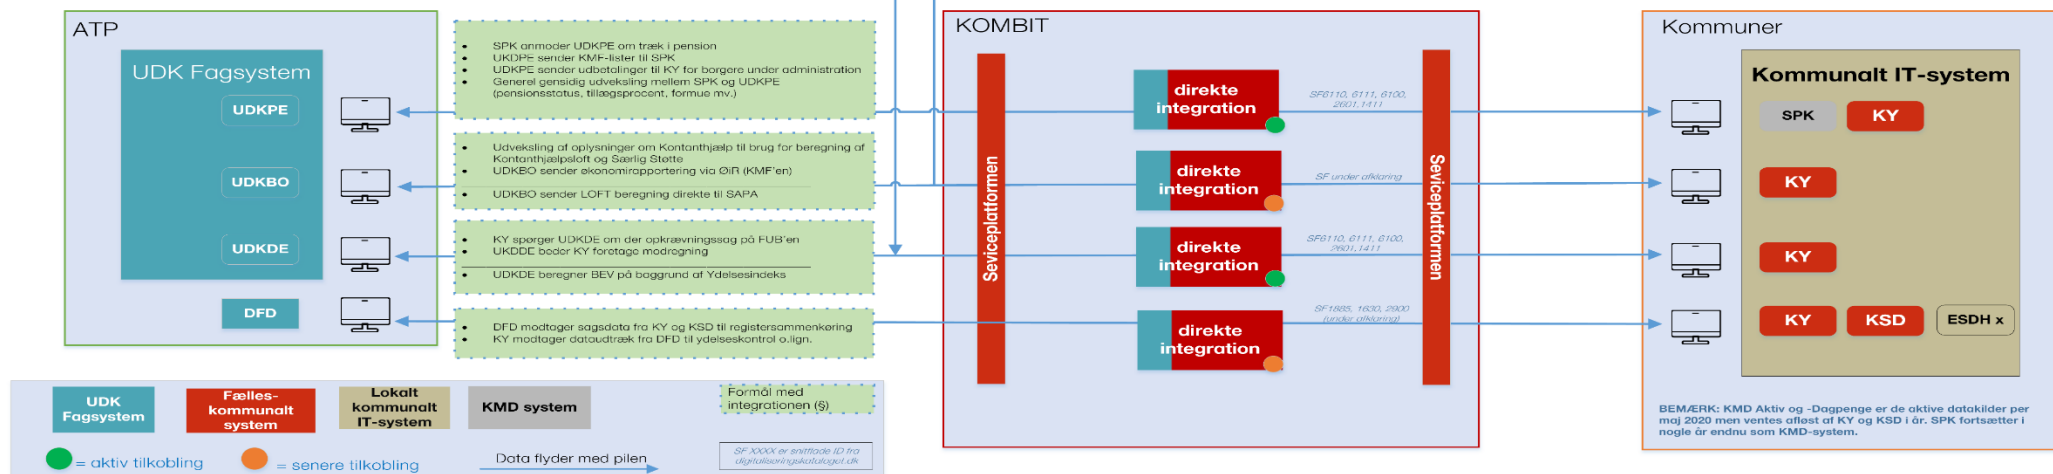 ATP
UDK Fagsystem
UDKPE
UDKBO
UDKDE
DFD
SPK anmoder UDKPE om træk i pension
UKDPE sender KMF-lister til SPK
UDKPE sender udbetalinger til KY for borgere under administration
Generel gensidig udveksling mellem SPK og UDKPE
(pensionsstatus, tillægsprocent, formue mv.)
Udveksling af oplysninger om Kontanthjælp til brug for beregning af
Kontanthjælpsloft og Særlig Støtte
UDKBO sender økonomirapportering via ØiR (KMF'en)
UDKBO sender LOFT beregning direkte til SAPA
KY spørger UDKDE om der opkrævningssag på FUB'en
UKDDE beder KY foretage modregning
UDKDE beregner BEV på baggrund af Ydelsesindeks
DFD modtager sagsdata fra KY og KSD til registersammenkøring
KY modtager dataudtræk fra DFD til ydelseskontrol o.lign.
KOMBIT
Seviceplatformen
direkte
integration
direkte
integration
direkte
integration
direkte
integration
SF6110, 6111, 6100,
2601,1411
SF under afklaring
SF6110, 6111, 6100,
2601,1411
SF1885, 1630, 2900
(under afklaring)
Seviceplatformen
Kommuner
Kommunalt IT-system
SPK
KY
KY
KY
KY
KSD
ESDH x
BEMÆRK: KMD Aktiv og -Dagpenge er de aktive datakilder per
maj 2020 men ventes afløst af KY og KSD i år. SPK fortsætter i
nogle år endnu som KMD-system.
UDK
Fagsystem
Fælles-
kommunalt
system
Lokalt
kommunalt
IT-system
KMD system
Formål med
integrationen (§)
= aktiv tilkobling
= senere tilkobling
Data flyder med pilen
SF XXXX er snitflade ID fra
digitaliseringskataloget.dk